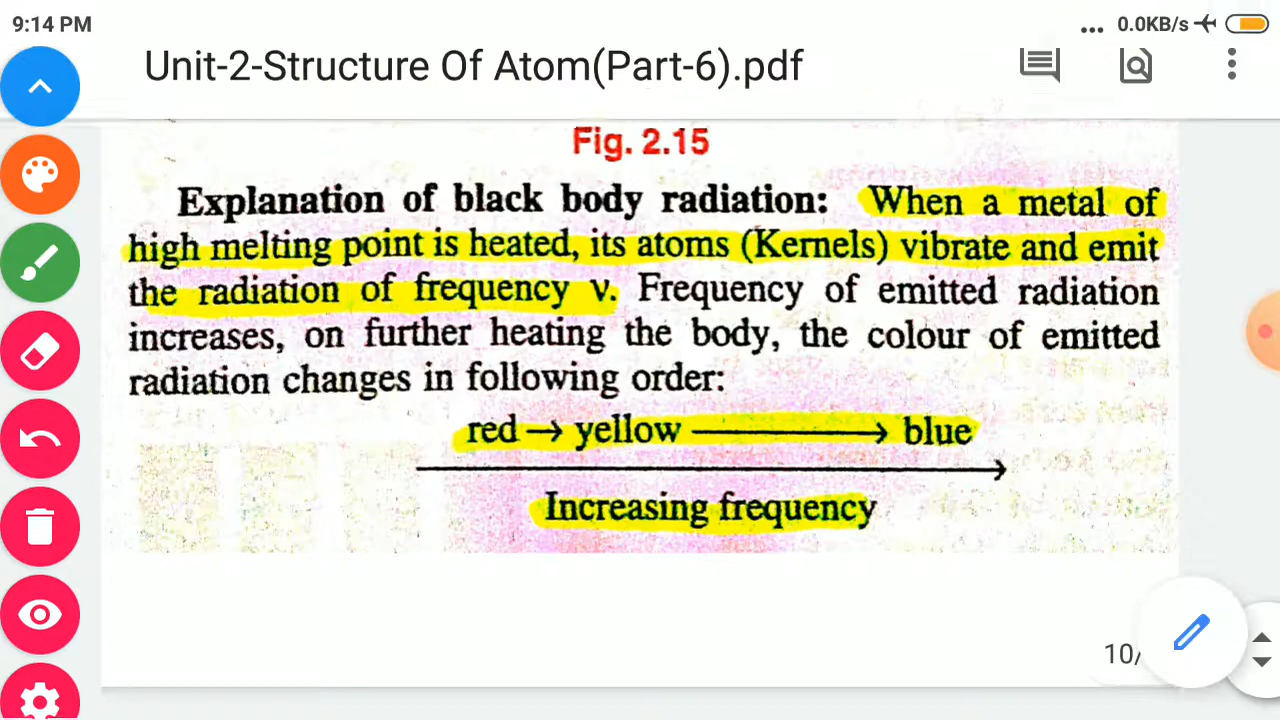 9:14 PM
... 0.0KB/s
Unit-2-Structure Of Atom(Part-6).pdf
Fig. 2.15
Explanation of black body radiation: When a metal of
high melting point is heated, its atoms (Kernels) vibrate and emit
the radiation of frequency ν. Frequency of emitted radiation
increases, on further heating the body, the colour of emitted
radiation changes in following order:
red → yellow ⟶ blue
Increasing frequency
10/